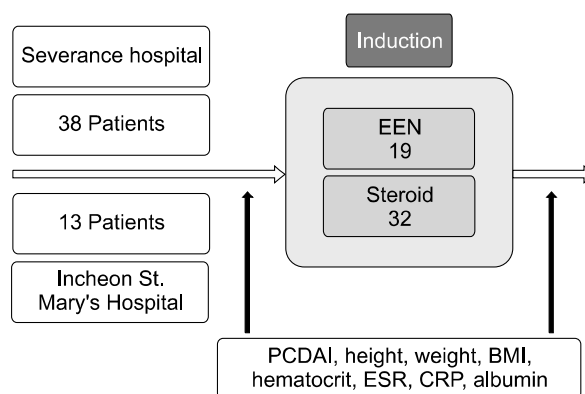 Severance hospital
38 Patients
13 Patients
Incheon St.
Mary's Hospital
Induction
EEN
19
Steroid
32
PCDAI, height, weight, BMI,
hematocrit, ESR, CRP, albumin